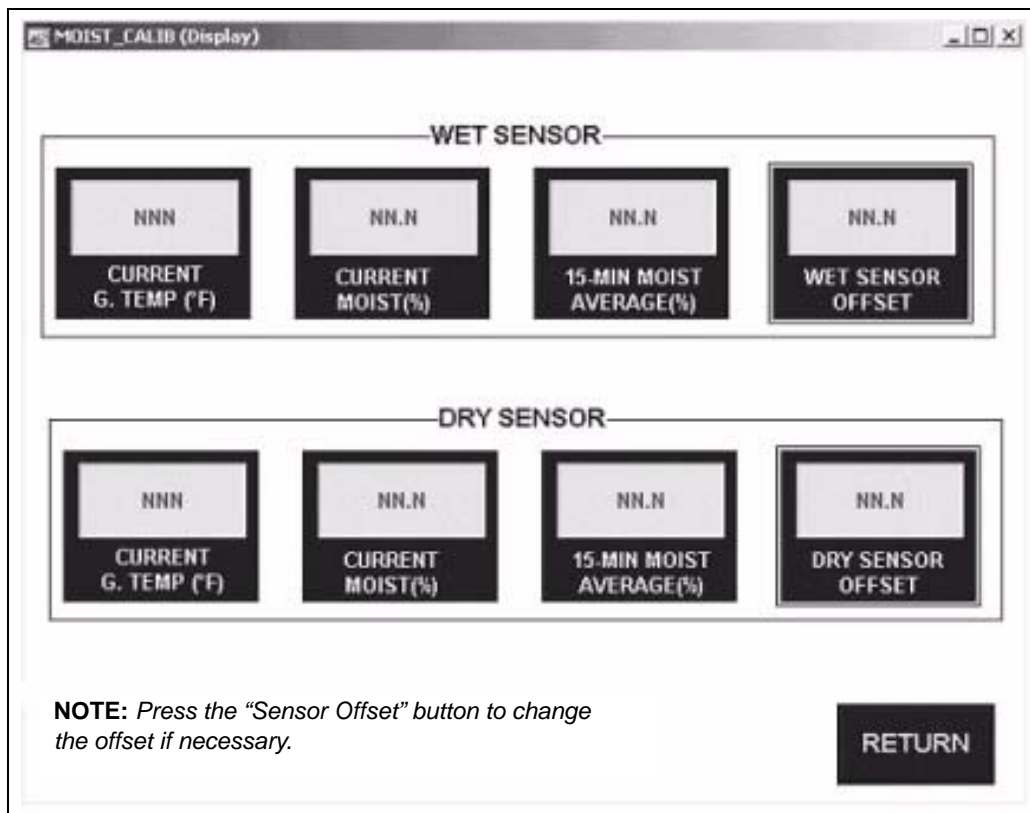 MOIST_CALIB (Display)
WET SENSOR
NNN
CURRENT
G. TEMP (°F)
NN.N
CURRENT
MOIST(%)
NN.N
15-MIN MOIST
AVERAGE(%)
NN.N
WET SENSOR
OFFSET
DRY SENSOR
NNN
CURRENT
G. TEMP (°F)
NN.N
CURRENT
MOIST(%)
NN.N
15-MIN MOIST
AVERAGE(%)
NN.N
DRY SENSOR
OFFSET
NOTE: Press the “Sensor Offset” button to change
the offset if necessary.
RETURN